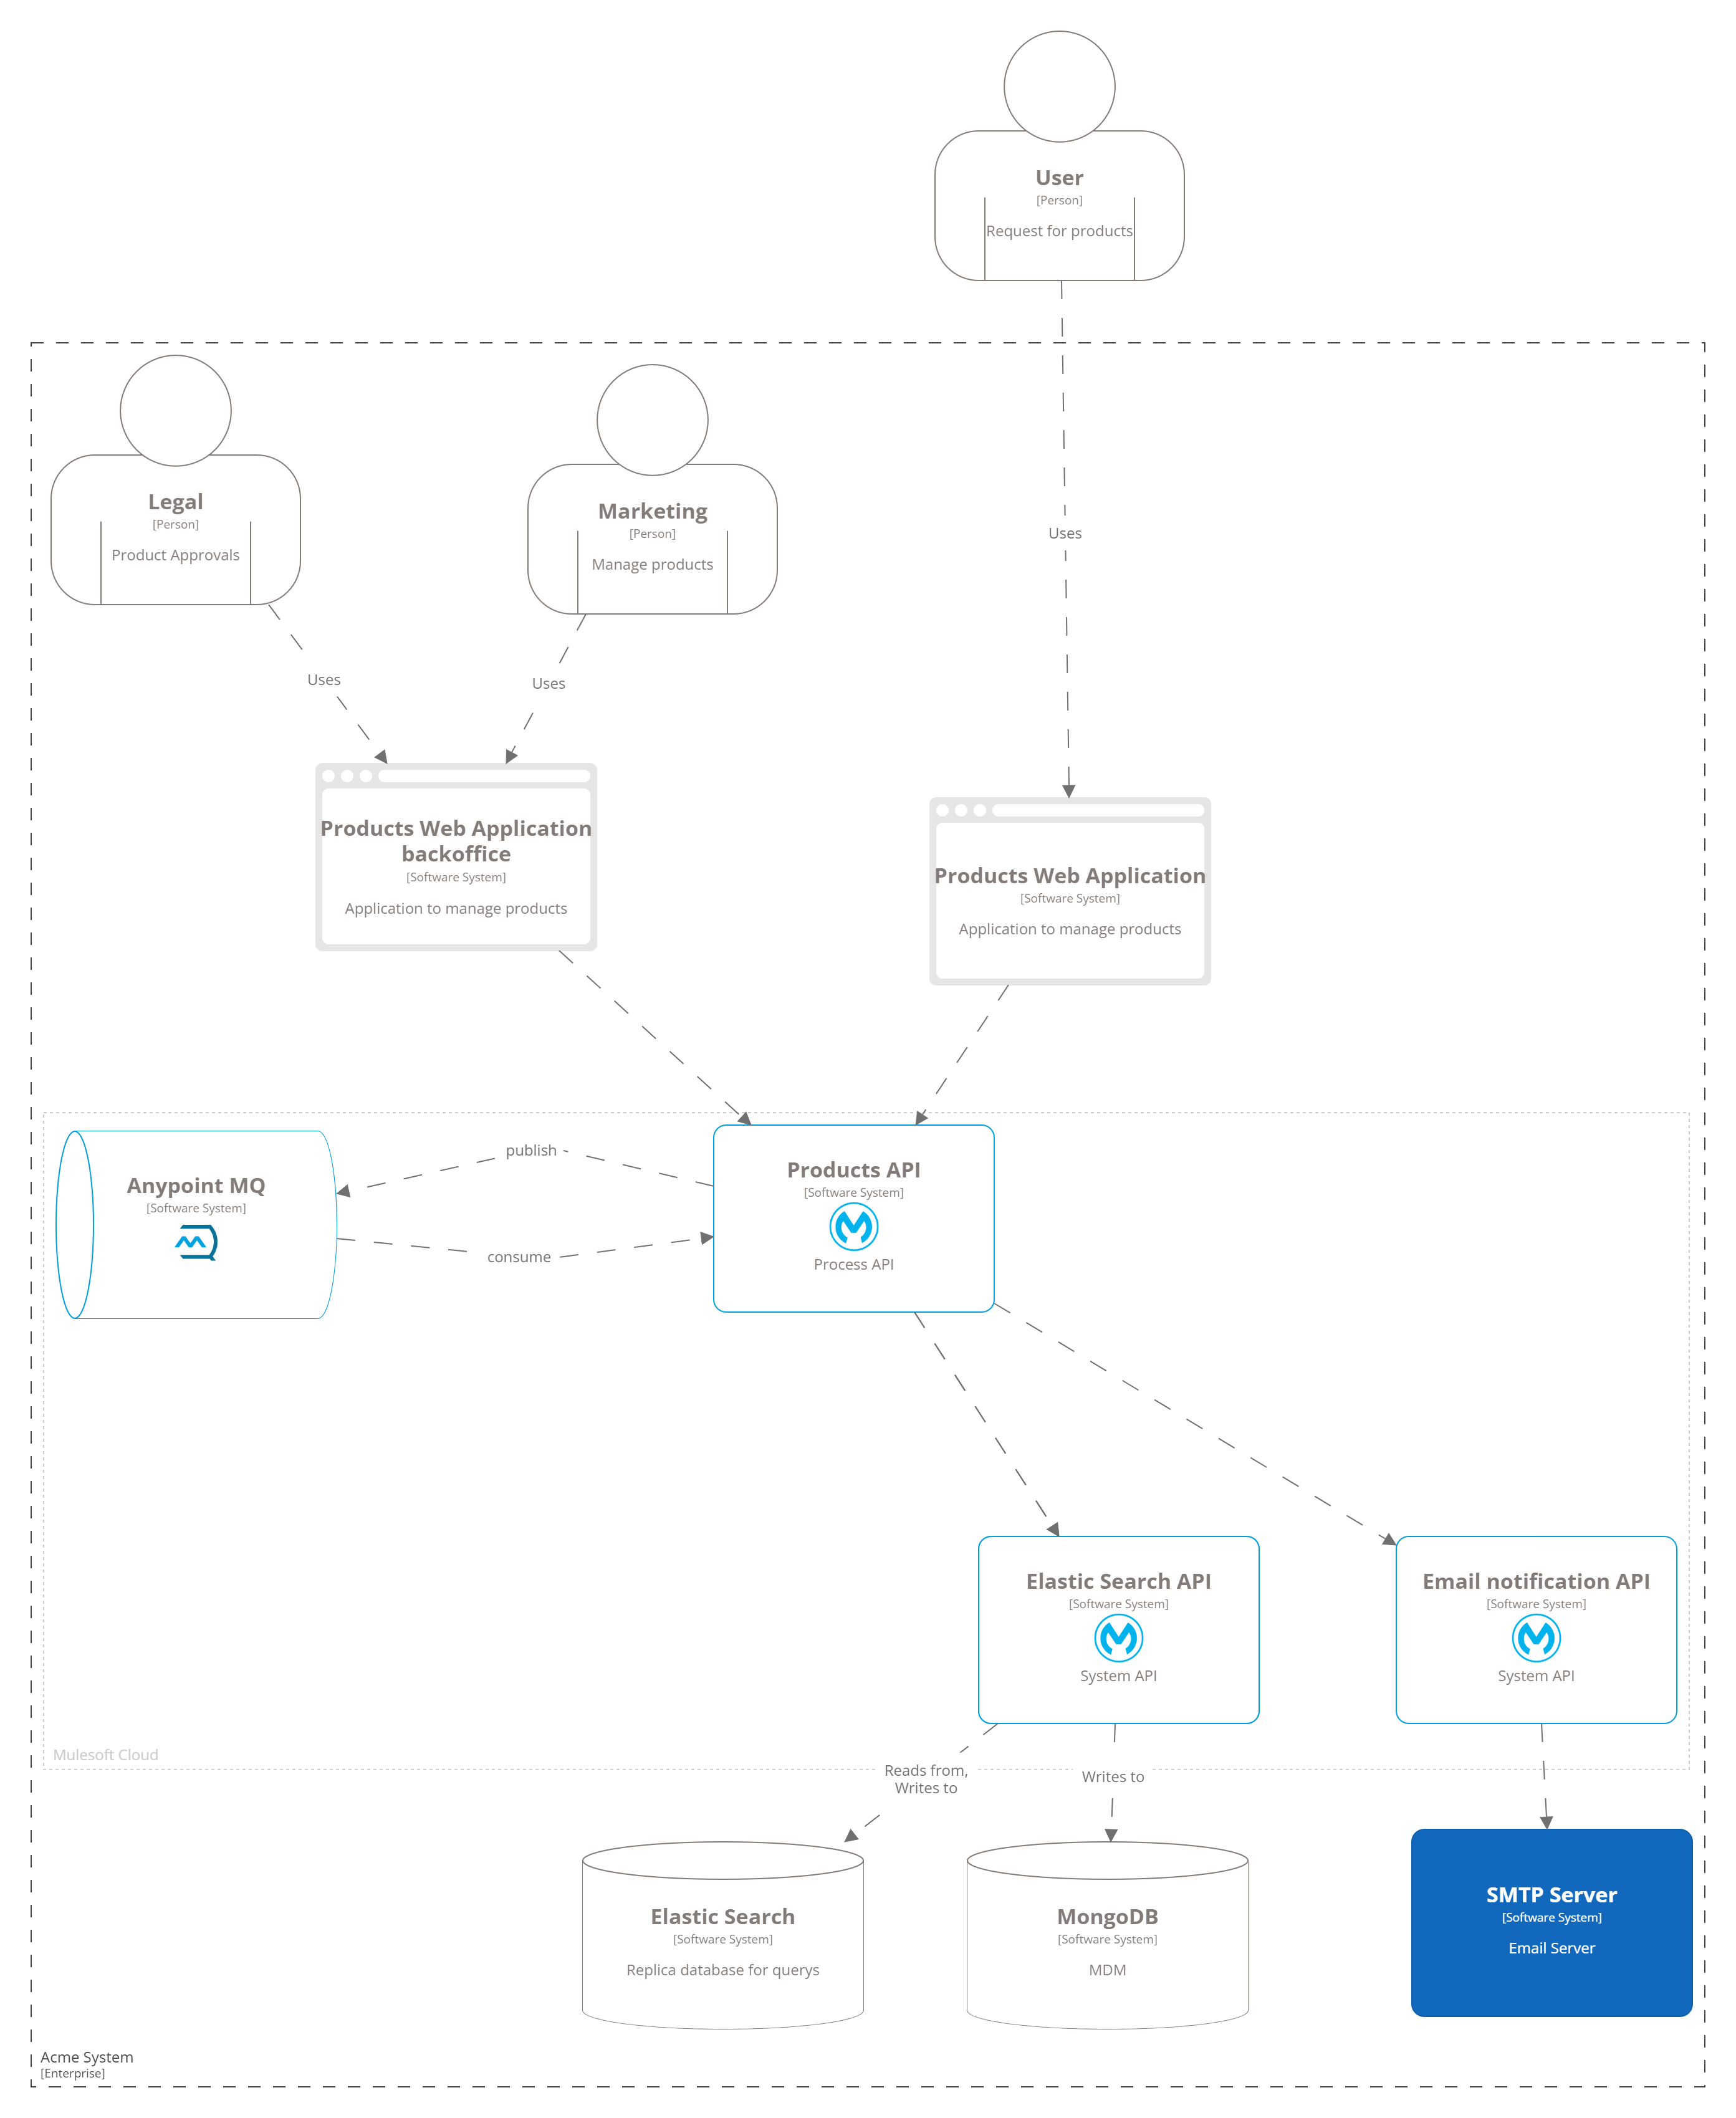 User
[Person]
Request for products
Legal
[Person]
Product Approvals
Marketing
[Person]
Manage products
Uses
Uses
Uses
Products Web Application
backoffice
[Software System]
Application to manage products
Products Web Application
[Software System]
Application to manage products
publish
consume
Anypoint MQ
[Software System]
Products API
[Software System]
Process API
Elastic Search API
[Software System]
System API
Email notification API
[Software System]
System API
Mulesoft Cloud
Reads from,
Writes to
Writes to
Elastic Search
[Software System]
Replica database for querys
MongoDB
[Software System]
MDM
SMTP Server
[Software System]
Email Server
Acme System
[Enterprise]